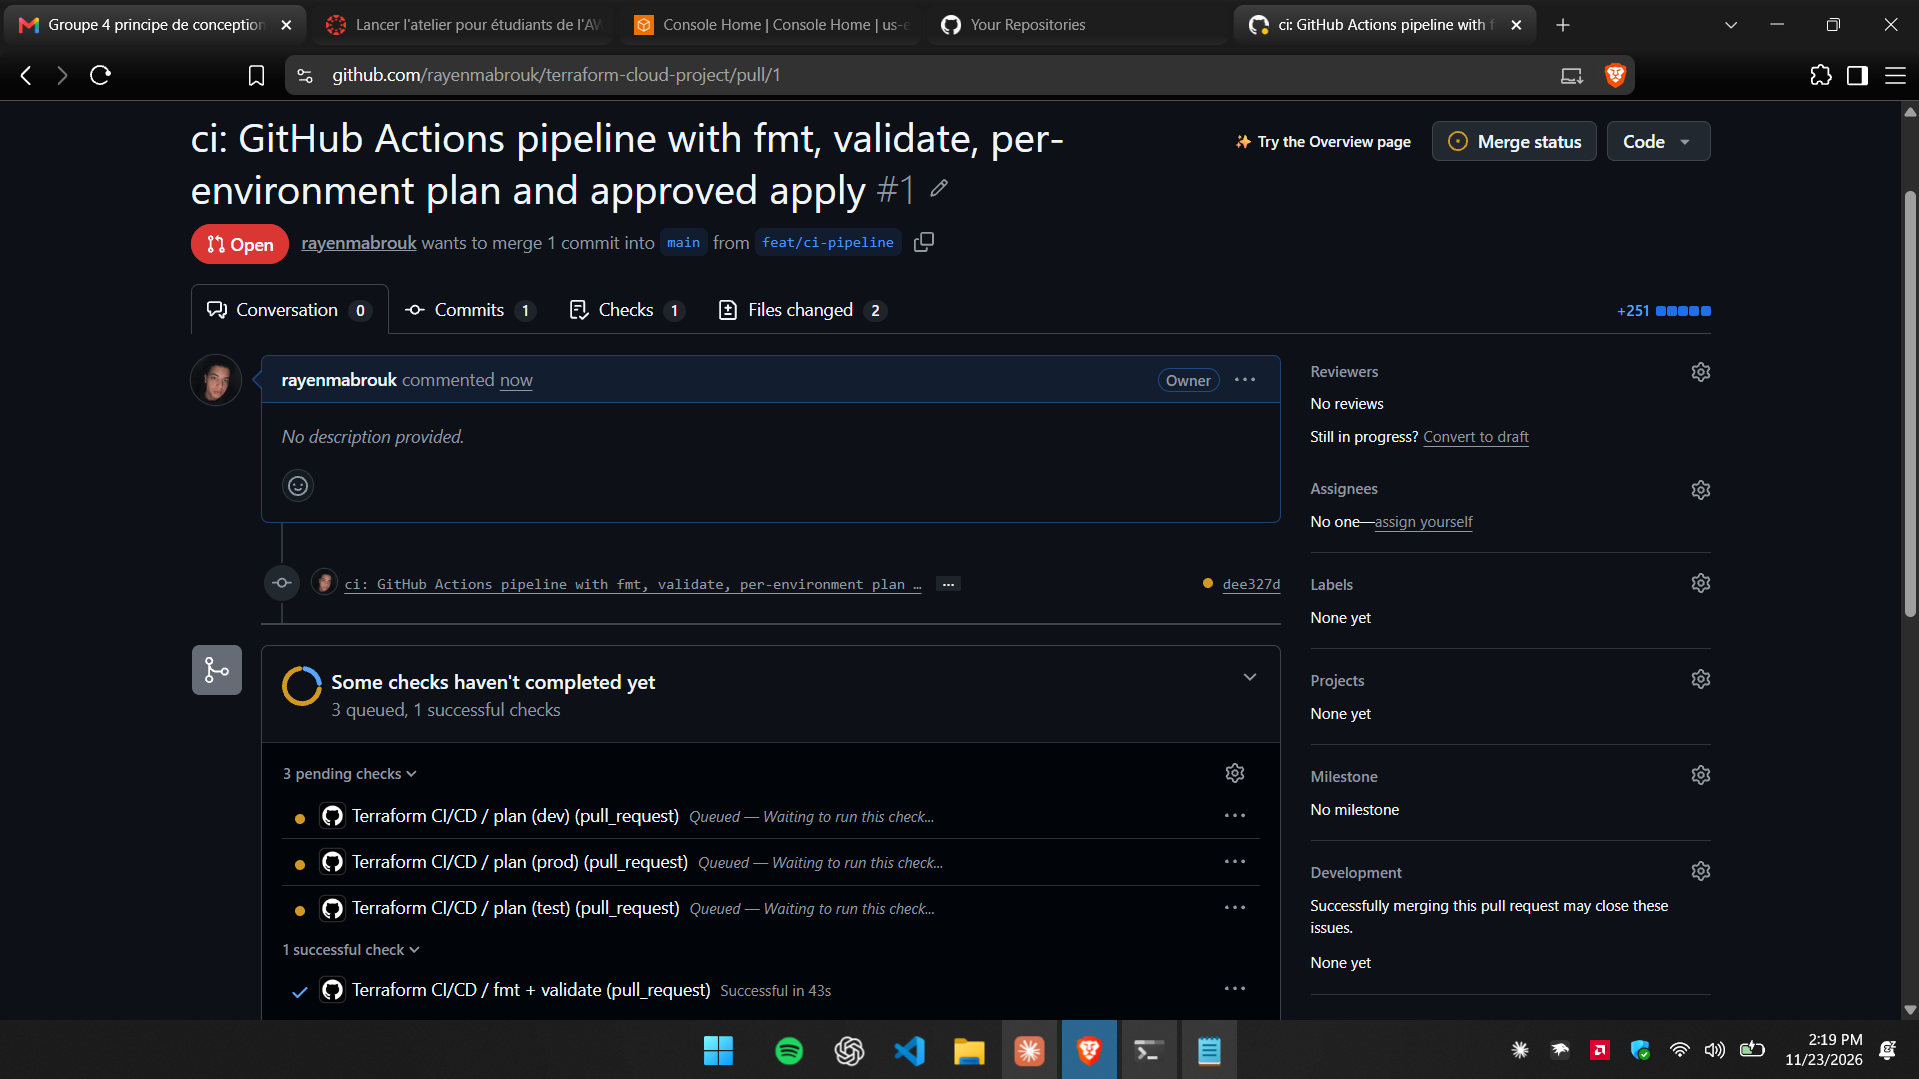 Groupe 4 principe de conception
Lancer l'atelier pour étudiants de l'AW
Console Home | Console Home | us-e
Your Repositories
ci: GitHub Actions pipeline with f
github.com/rayenmabrouk/terraform-cloud-project/pull/1
ci: GitHub Actions pipeline with fmt, validate, per-
environment plan and approved apply #1
Try the Overview page
Merge status
Code
Open
rayenmabrouk wants to merge 1 commit into main from feat/ci-pipeline
Conversation 0
Commits 1
Checks 1
Files changed 2
+251
rayenmabrouk commented now
Owner
No description provided.
ci: GitHub Actions pipeline with fmt, validate, per-environment plan …
dee327d
Some checks haven't completed yet
3 queued, 1 successful checks
3 pending checks
Terraform CI/CD / plan (dev) (pull_request) Queued — Waiting to run this check...
Terraform CI/CD / plan (prod) (pull_request) Queued — Waiting to run this check...
Terraform CI/CD / plan (test) (pull_request) Queued — Waiting to run this check...
1 successful check
Terraform CI/CD / fmt + validate (pull_request) Successful in 43s
Reviewers
No reviews
Still in progress? Convert to draft
Assignees
No one—assign yourself
Labels
None yet
Projects
None yet
Milestone
No milestone
Development
Successfully merging this pull request may close these
issues.
None yet
2:19 PM
11/23/2026